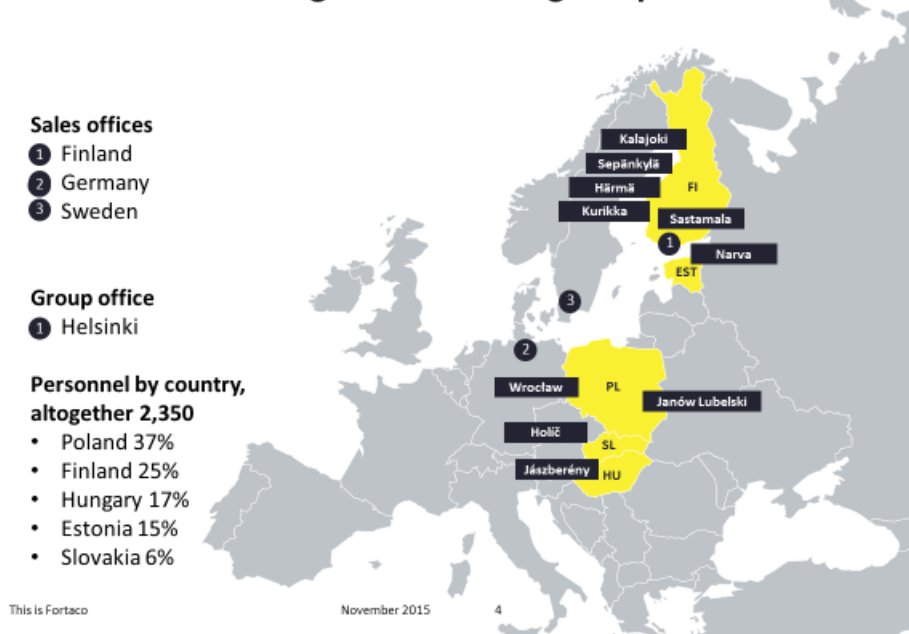 Sales offices
1 Finland
2 Germany
3 Sweden
Group office
1 Helsinki
Personnel by country,
altogether 2,350
• Poland 37%
• Finland 25%
• Hungary 17%
• Estonia 15%
• Slovakia 6%
Kalajoki
Sepänkylä
Härmä
FI
Kurikka
Sastamala
1
Narva
EST
3
2
Wrocław
PL
Janów Lubelski
Holíč
SL
Jászberény
HU
This is Fortaco
November 2015
4